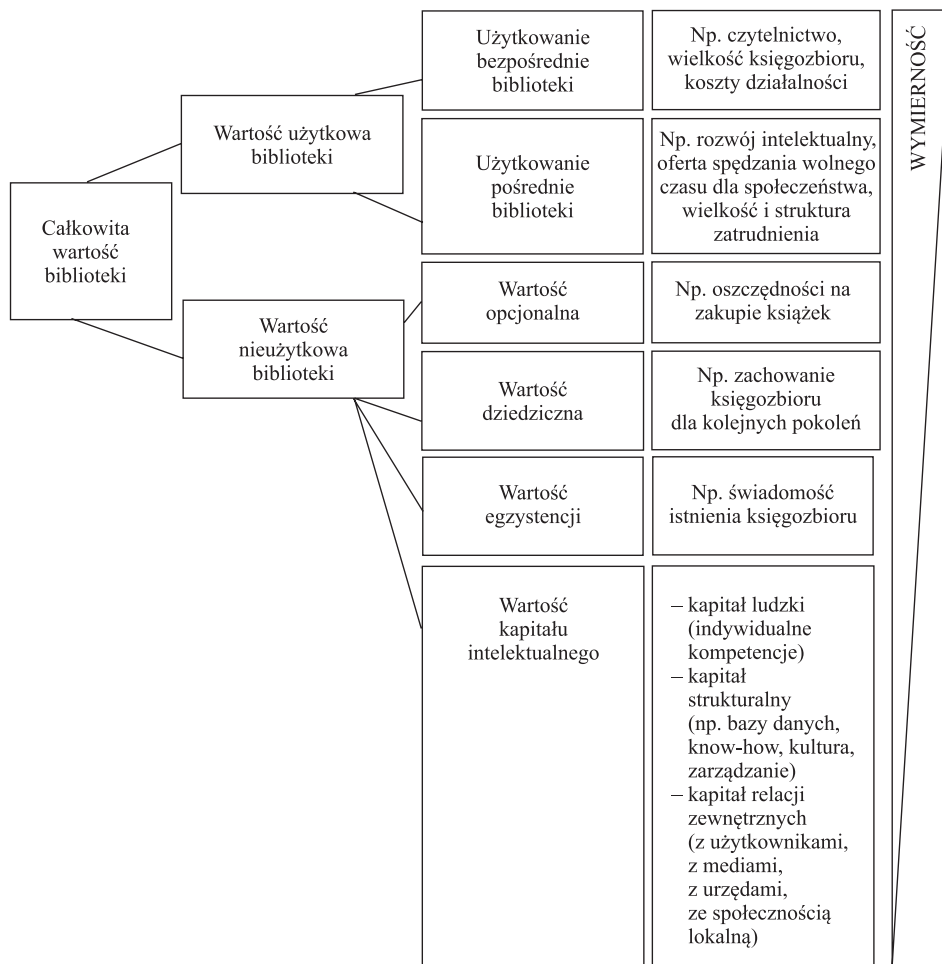 Całkowita
wartość
biblioteki
Wartość użytkowa
biblioteki
Wartość
nieużytkowa
biblioteki
Użytkowanie
bezpośrednie
biblioteki
Np. czytelnictwo,
wielkość księgozbioru,
koszty działalności
Użytkowanie
pośrednie
biblioteki
Np. rozwój intelektualny,
oferta spędzania wolnego
czasu dla społeczeństwa,
wielkość i struktura
zatrudnienia
Wartość
opcjonalna
Np. oszczędności na
zakupie książek
Wartość
dziedziczna
Np. zachowanie
księgozbioru
dla kolejnych pokoleń
Wartość
egzystencji
Np. świadomość
istnienia księgozbioru
Wartość
kapitału
intelektualnego
– kapitał ludzki
(indywidualne
kompetencje)
– kapitał
strukturalny
(np. bazy danych,
know-how, kultura,
zarządzanie)
– kapitał relacji
zewnętrznych
(z użytkownikami,
z mediami,
z urzędami,
ze społecznością
lokalną)
WYMIERNOŚĆ